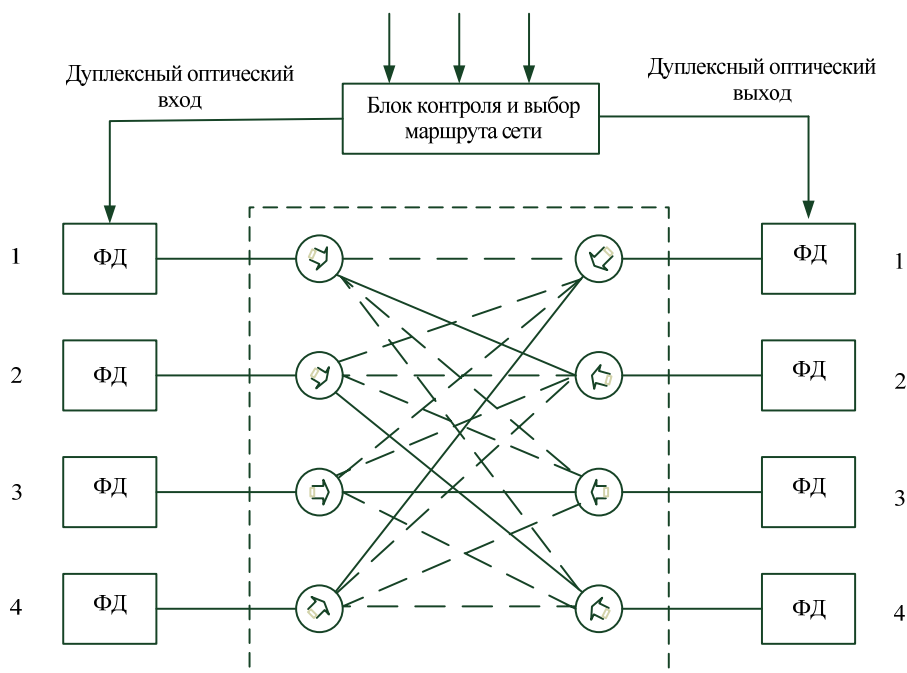 Дуплексный оптический
вход
Блок контроля и выбор
маршрута сети
Дуплексный оптический
выход
1 ФД ФД 1
2 ФД ФД 2
3 ФД ФД 3
4 ФД ФД 4